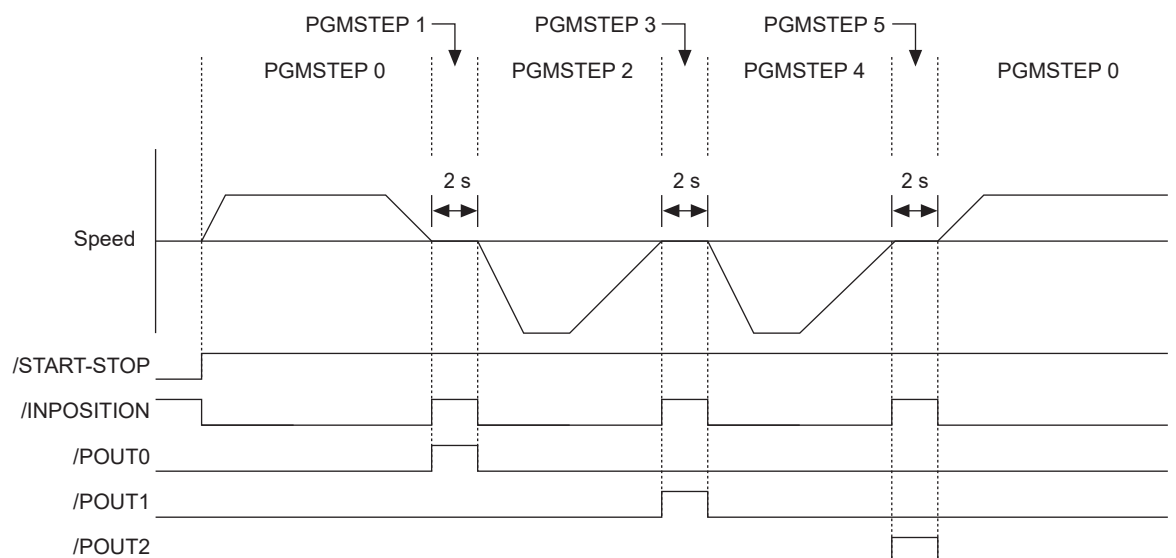 PGMSTEP 1
PGMSTEP 3
PGMSTEP 5
PGMSTEP 0
PGMSTEP 2
PGMSTEP 4
PGMSTEP 0
2 s
2 s
2 s
Speed
/START-STOP
/INPOSITION
/POUT0
/POUT1
/POUT2